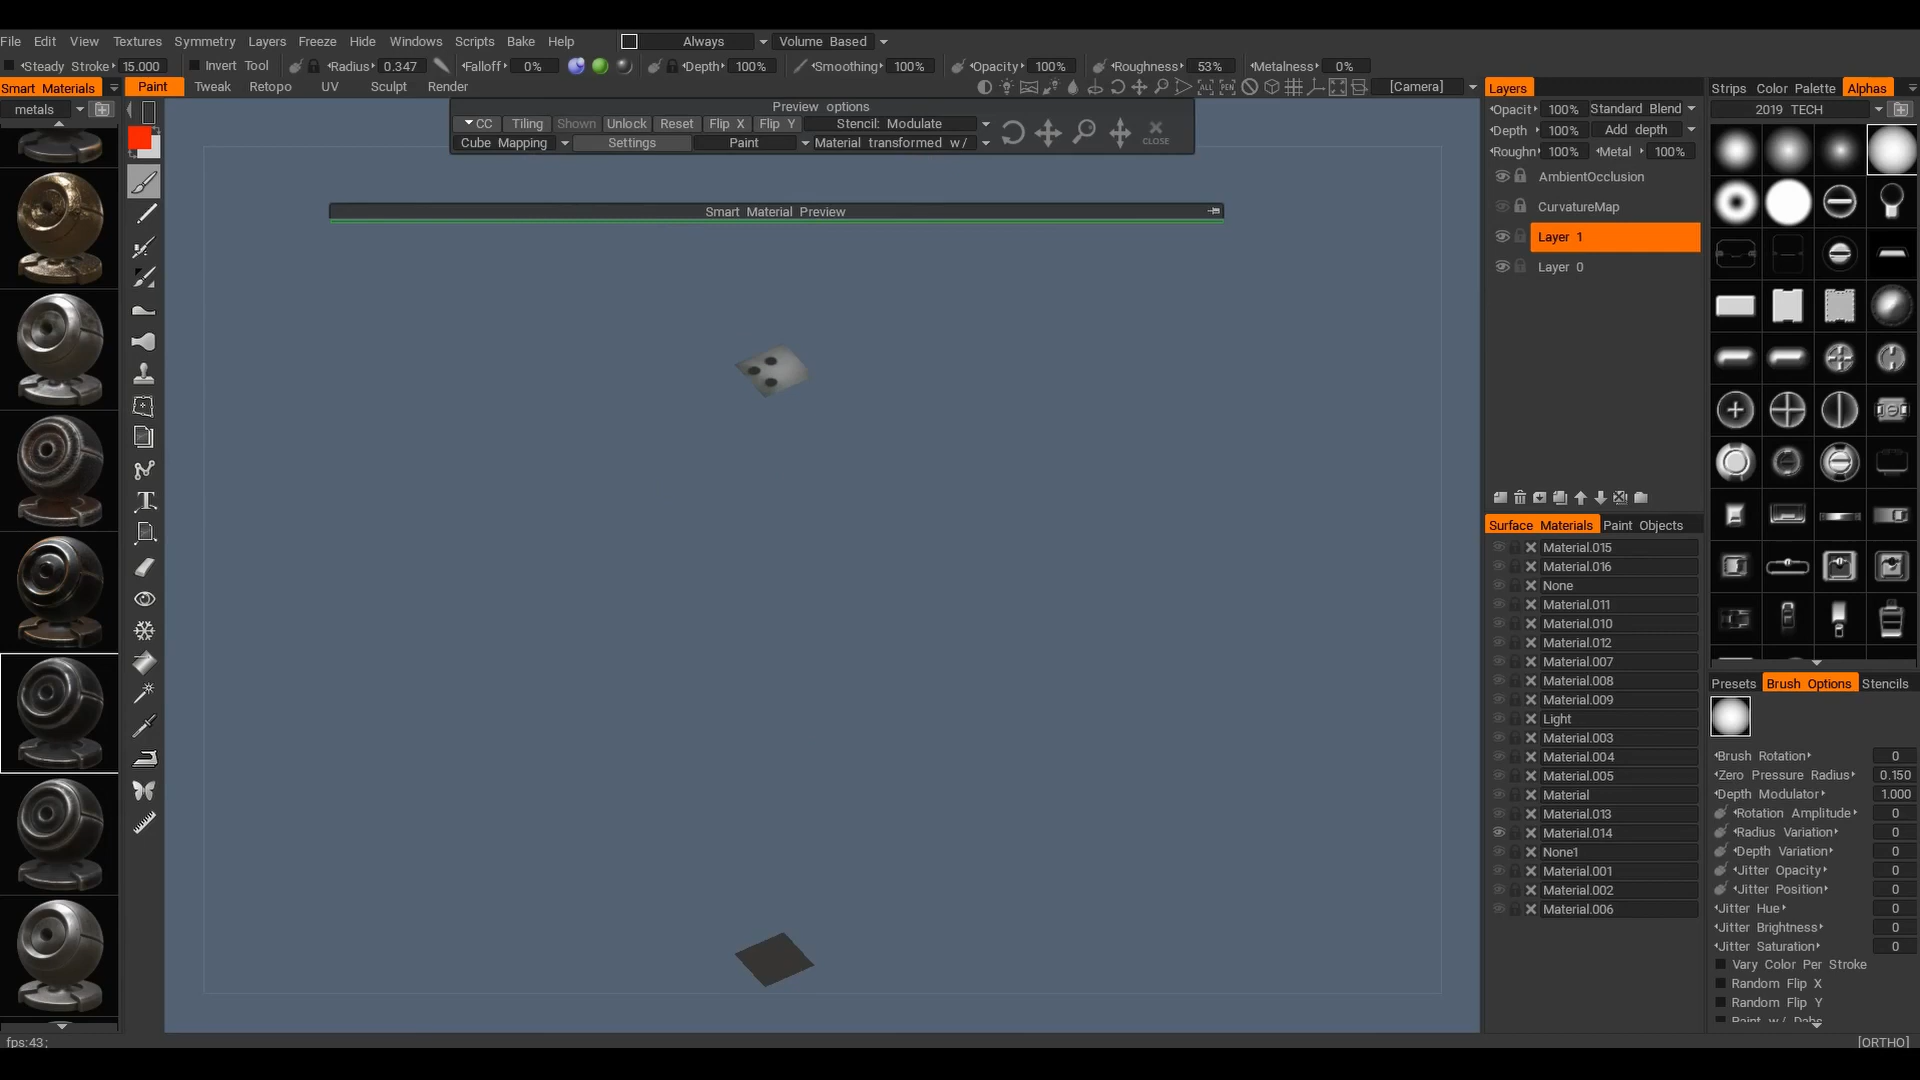 File Edit View Textures Symmetry Layers Freeze Hide Windows Scripts Bake Help Always Volume Based
Steady Stroke 15.000 Invert Tool Radius 0.347 Falloff 0% Depth 100% Smoothing 100% Opacity 100% Roughness 53% Metalness 0%
Smart Materials Paint Tweak Retopo UV Sculpt Render [Camera]
metals
Preview options
CC Tiling Shown Unlock Reset Flip X Flip Y Stencil: Modulate
Cube Mapping Settings Paint Material transformed w/
CLOSE
Smart Material Preview
Layers
Opacit 100% Standard Blend
Depth 100% Add depth
Roughn 100% Metal 100%
AmbientOcclusion
CurvatureMap
Layer 1
Layer 0
Surface Materials Paint Objects
Material.015
Material.016
None
Material.011
Material.010
Material.012
Material.007
Material.008
Material.009
Light
Material.003
Material.004
Material.005
Material
Material.013
Material.014
None1
Material.001
Material.002
Material.006
Strips Color Palette Alphas
2019 TECH
Presets Brush Options Stencils
Brush Rotation 0
Zero Pressure Radius 0.150
Depth Modulator 1.000
Rotation Amplitude 0
Radius Variation 0
Depth Variation 0
Jitter Opacity 0
Jitter Position 0
Jitter Hue 0
Jitter Brightness 0
Jitter Saturation 0
Vary Color Per Stroke
Random Flip X
Random Flip Y
Paint w/ Dabs
fps:43;
[ORTHO]